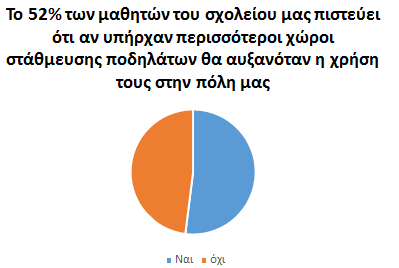 Το 52% των μαθητών του σχολείου μας πιστεύει
ότι αν υπήρχαν περισσότεροι χώροι
στάθμευσης ποδηλάτων θα αυξανόταν η χρήση
τους στην πόλη μας
Ναι όχι